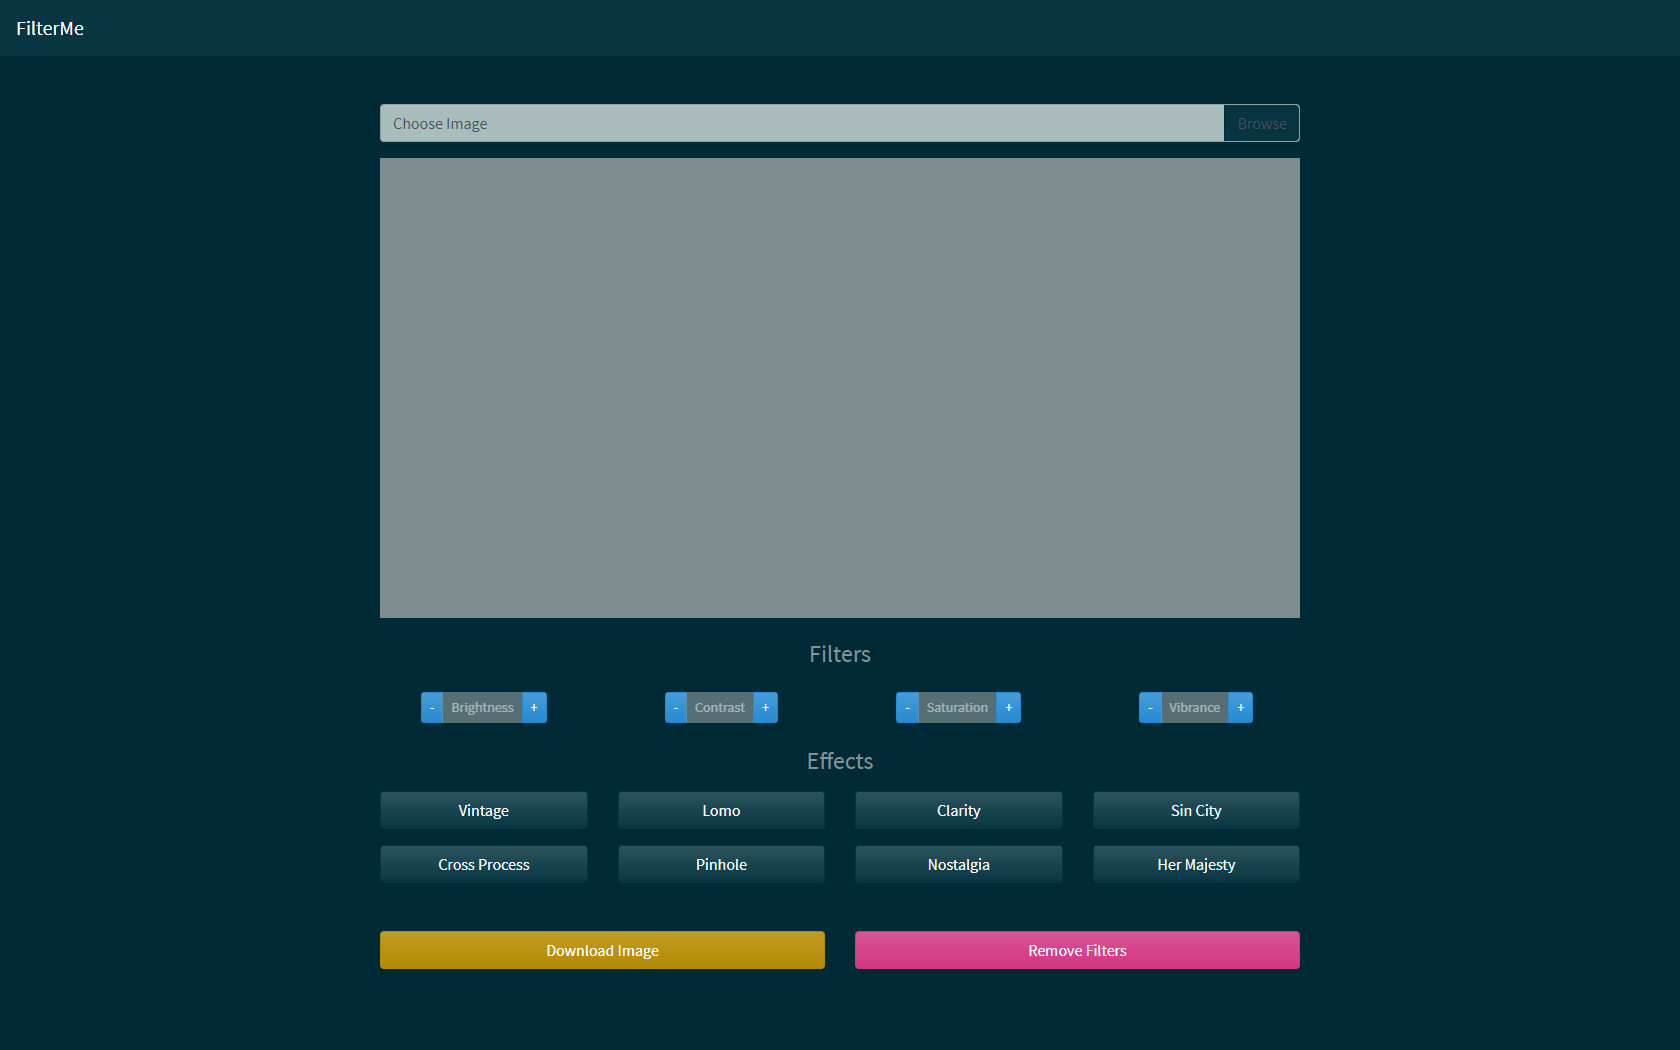 FilterMe
Choose Image Browse
Filters
- Brightness + - Contrast + - Saturation + - Vibrance +
Effects
Vintage Lomo Clarity Sin City
Cross Process Pinhole Nostalgia Her Majesty
Download Image Remove Filters